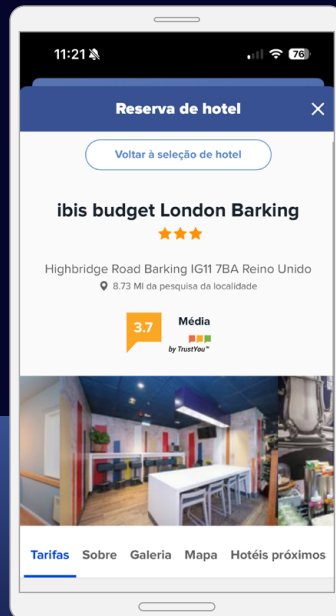 11:21
76
Reserva de hotel
Voltar à seleção de hotel
ibis budget London Barking
Highbridge Road Barking IG11 7BA Reino Unido
8.73 MI da pesquisa da localidade
3.7
Média
by TrustYou™
Tarifas Sobre Galeria Mapa Hotéis próximos